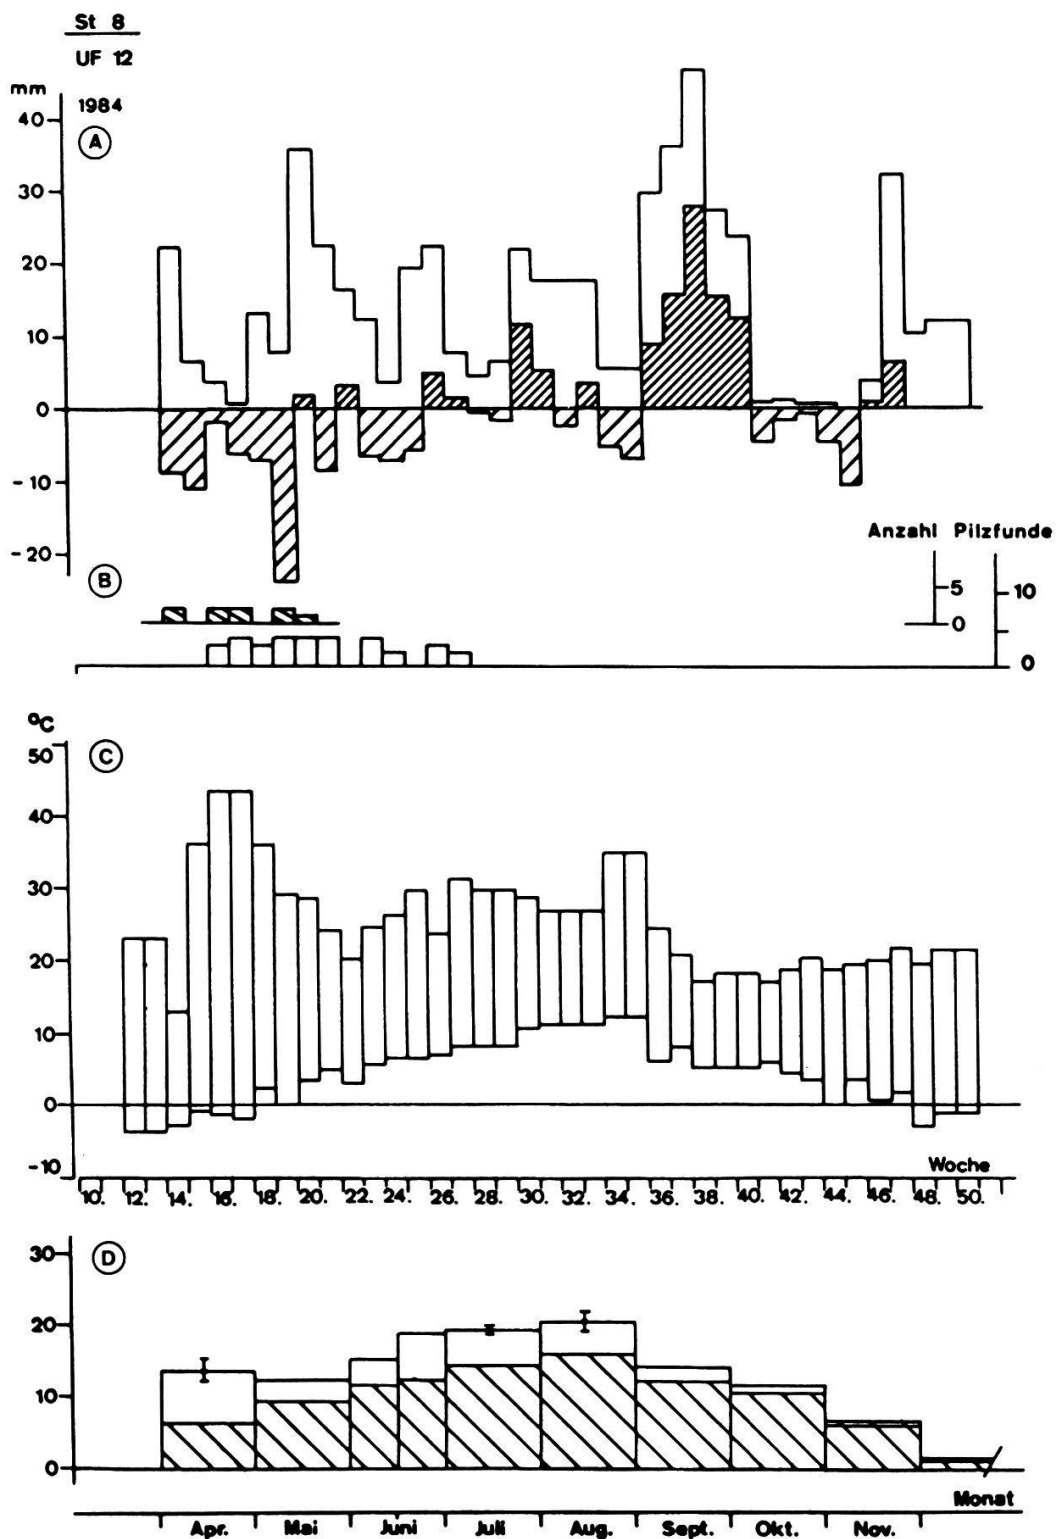 St 8
UF 12
mm
1984
A
40
30
20
10
0
- 10
- 20
B
Anzahl Pilzfunde
5
10
0
0
°C
C
50
40
30
20
10
0
-10
Woche
10. 12. 14. 16. 18. 20. 22. 24. 26. 28. 30. 32. 34. 36. 38. 40. 42. 44. 46. 48. 50.
D
30
20
10
0
Monat
Apr. Mai Juni Juli Aug. Sept. Okt. Nov.